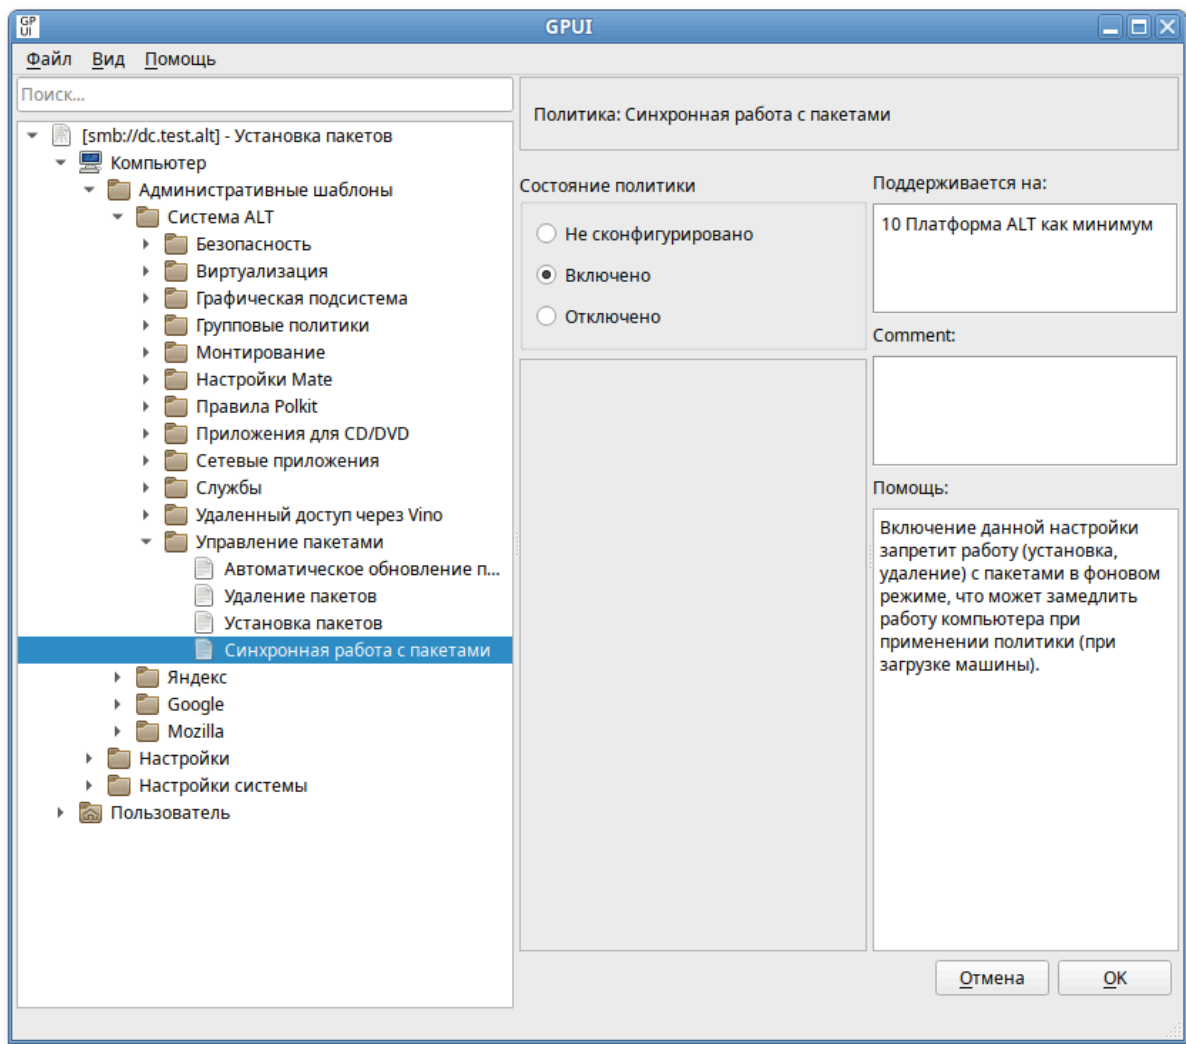 GP
UI
GPUI
Файл Вид Помощь
Поиск...
[smb://dc.test.alt] - Установка пакетов
Компьютер
Административные шаблоны
Система ALT
Безопасность
Виртуализация
Графическая подсистема
Групповые политики
Монтирование
Настройки Mate
Правила Polkit
Приложения для CD/DVD
Сетевые приложения
Службы
Удаленный доступ через Vino
Управление пакетами
Автоматическое обновление п...
Удаление пакетов
Установка пакетов
Синхронная работа с пакетами
Яндекс
Google
Mozilla
Настройки
Настройки системы
Пользователь
Политика: Синхронная работа с пакетами
Состояние политики
Не сконфигурировано
Включено
Отключено
Поддерживается на:
10 Платформа ALT как минимум
Comment:
Помощь:
Включение данной настройки
запретит работу (установка,
удаление) с пакетами в фоновом
режиме, что может замедлить
работу компьютера при
применении политики (при
загрузке машины).
Отмена
OK